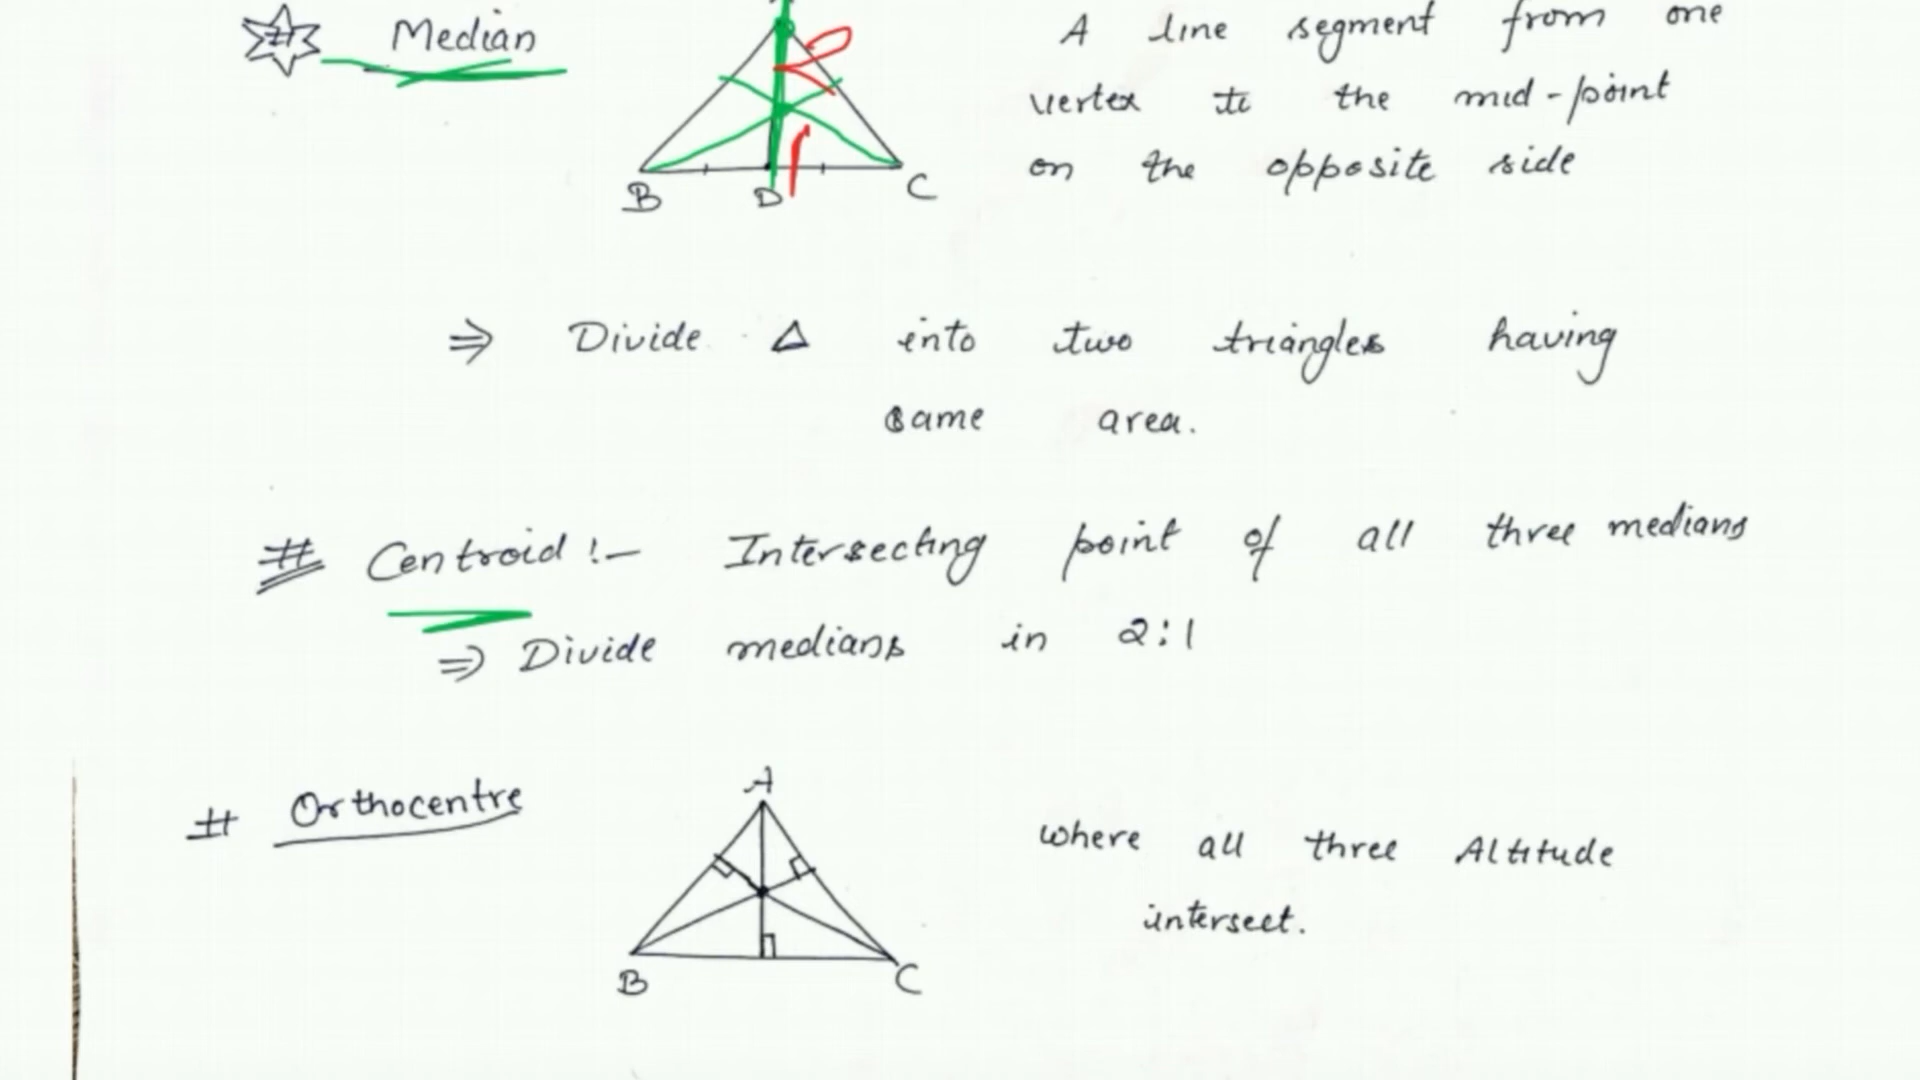 # Median
A line segment from one
vertex to the mid-point
on the opposite side
B D C
⇒ Divide △ into two triangles having
same area.
# Centroid :- Intersecting point of all three medians
⇒ Divide medians in 2:1
# Orthocentre
A
where all three Altitude
intersect.
B C